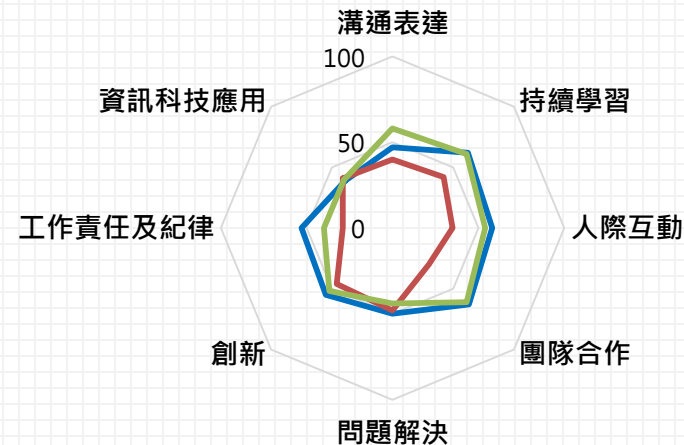 溝通表達
100
資訊科技應用
持續學習
50
工作責任及紀律
0
人際互動
創新
團隊合作
問題解決